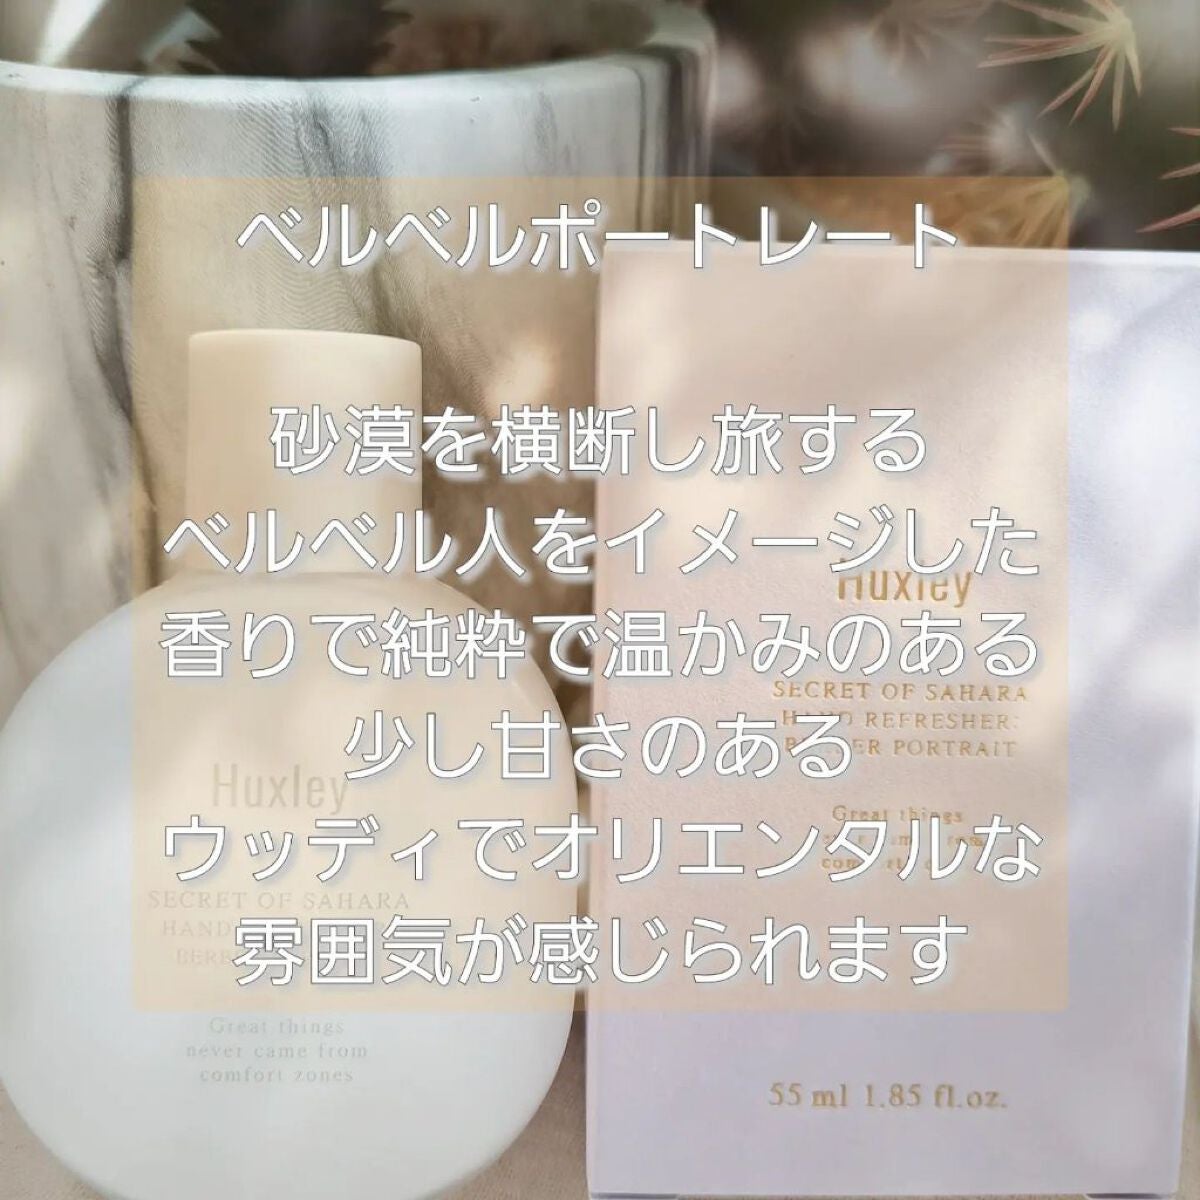 ベルベルポートレート
砂漠を横断し旅する
ベルベル人をイメージした
香りで純粋で温かみのある
少し甘さのある
ウッディでオリエンタルな
雰囲気が感じられます
Huxley
SECRET OF SAHARA
HAND
Great things
never came from
comfort zones
Huxley
SECRET OF SAHARA
HAND REFRESHER:
PORTRAIT
Great things
55 ml 1.85 fl.oz.